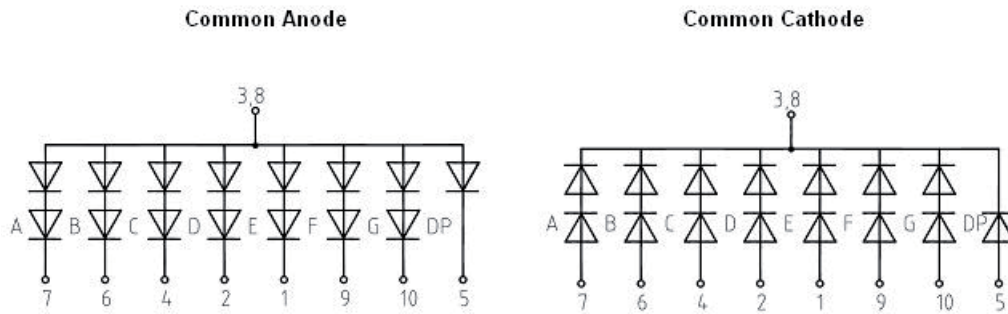 Common Anode Common Cathode
3,8 3,8
A B C D E F G DP A B C D E F G DP
7 6 4 2 1 9 10 5 7 6 4 2 1 9 10 5